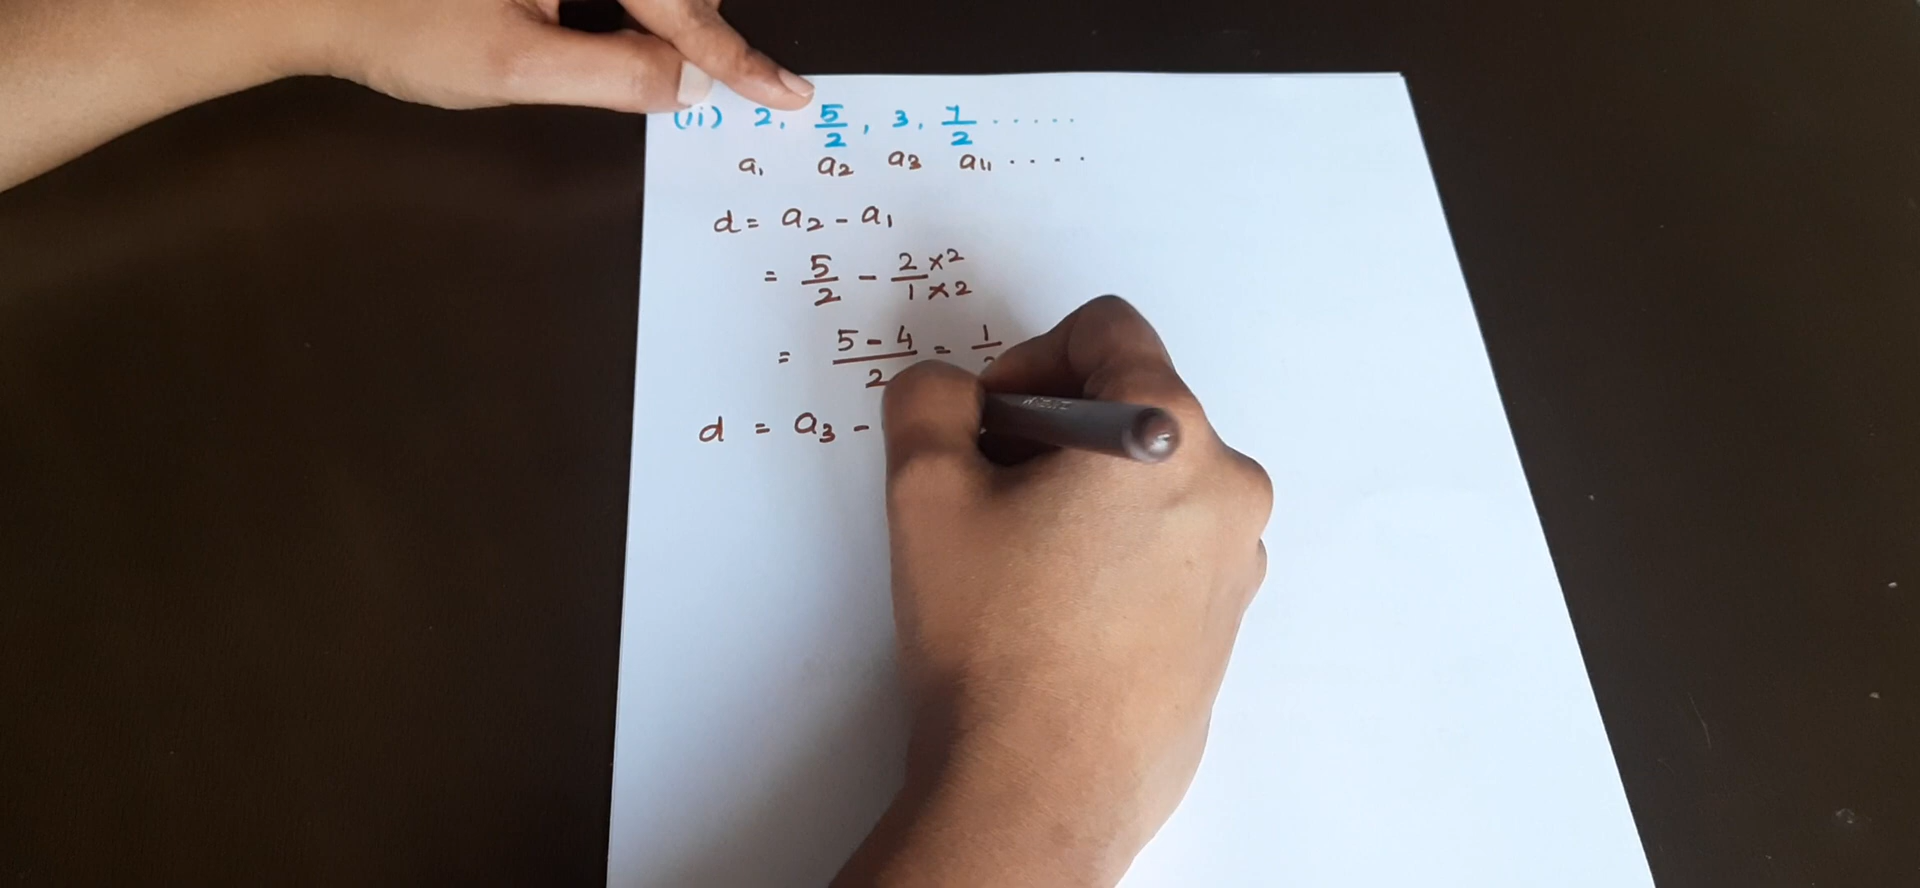 (ii) 2, 5/2, 3, 7/2 .....
a1 a2 a3 a4 ....
d = a2 - a1
= 5/2 - 2×2/1×2
= 5-4/2 = 1/
d = a3 -